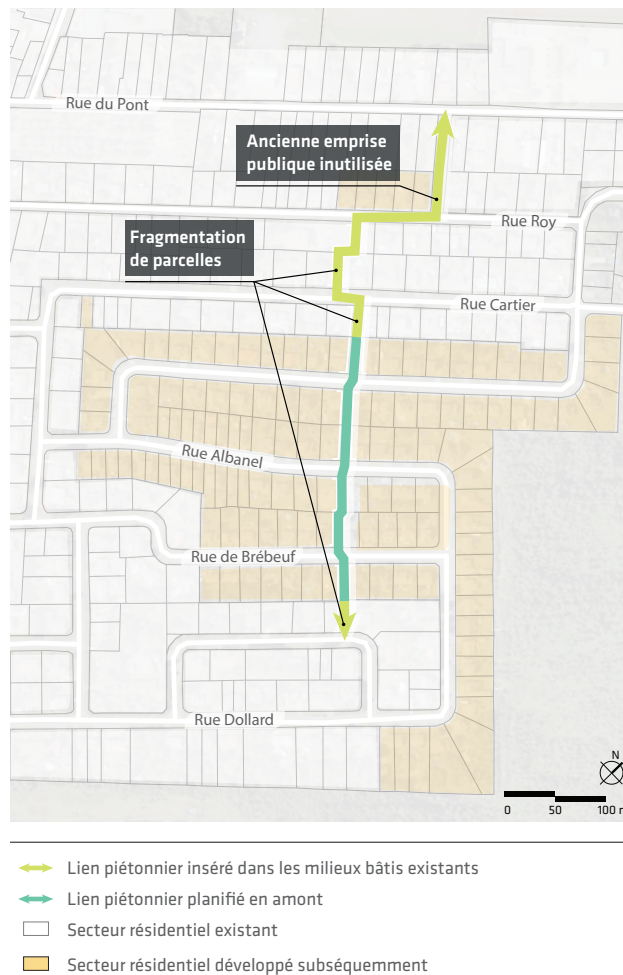 Rue du Pont
Ancienne emprise
publique inutilisée
Rue Roy
Fragmentation
de parcelles
Rue Cartier
Rue Albanel
Rue de Brébeuf
Rue Dollard
N
0 50 100 m
Lien piétonnier inséré dans les milieux bâtis existants
Lien piétonnier planifié en amont
Secteur résidentiel existant
Secteur résidentiel développé subséquemment